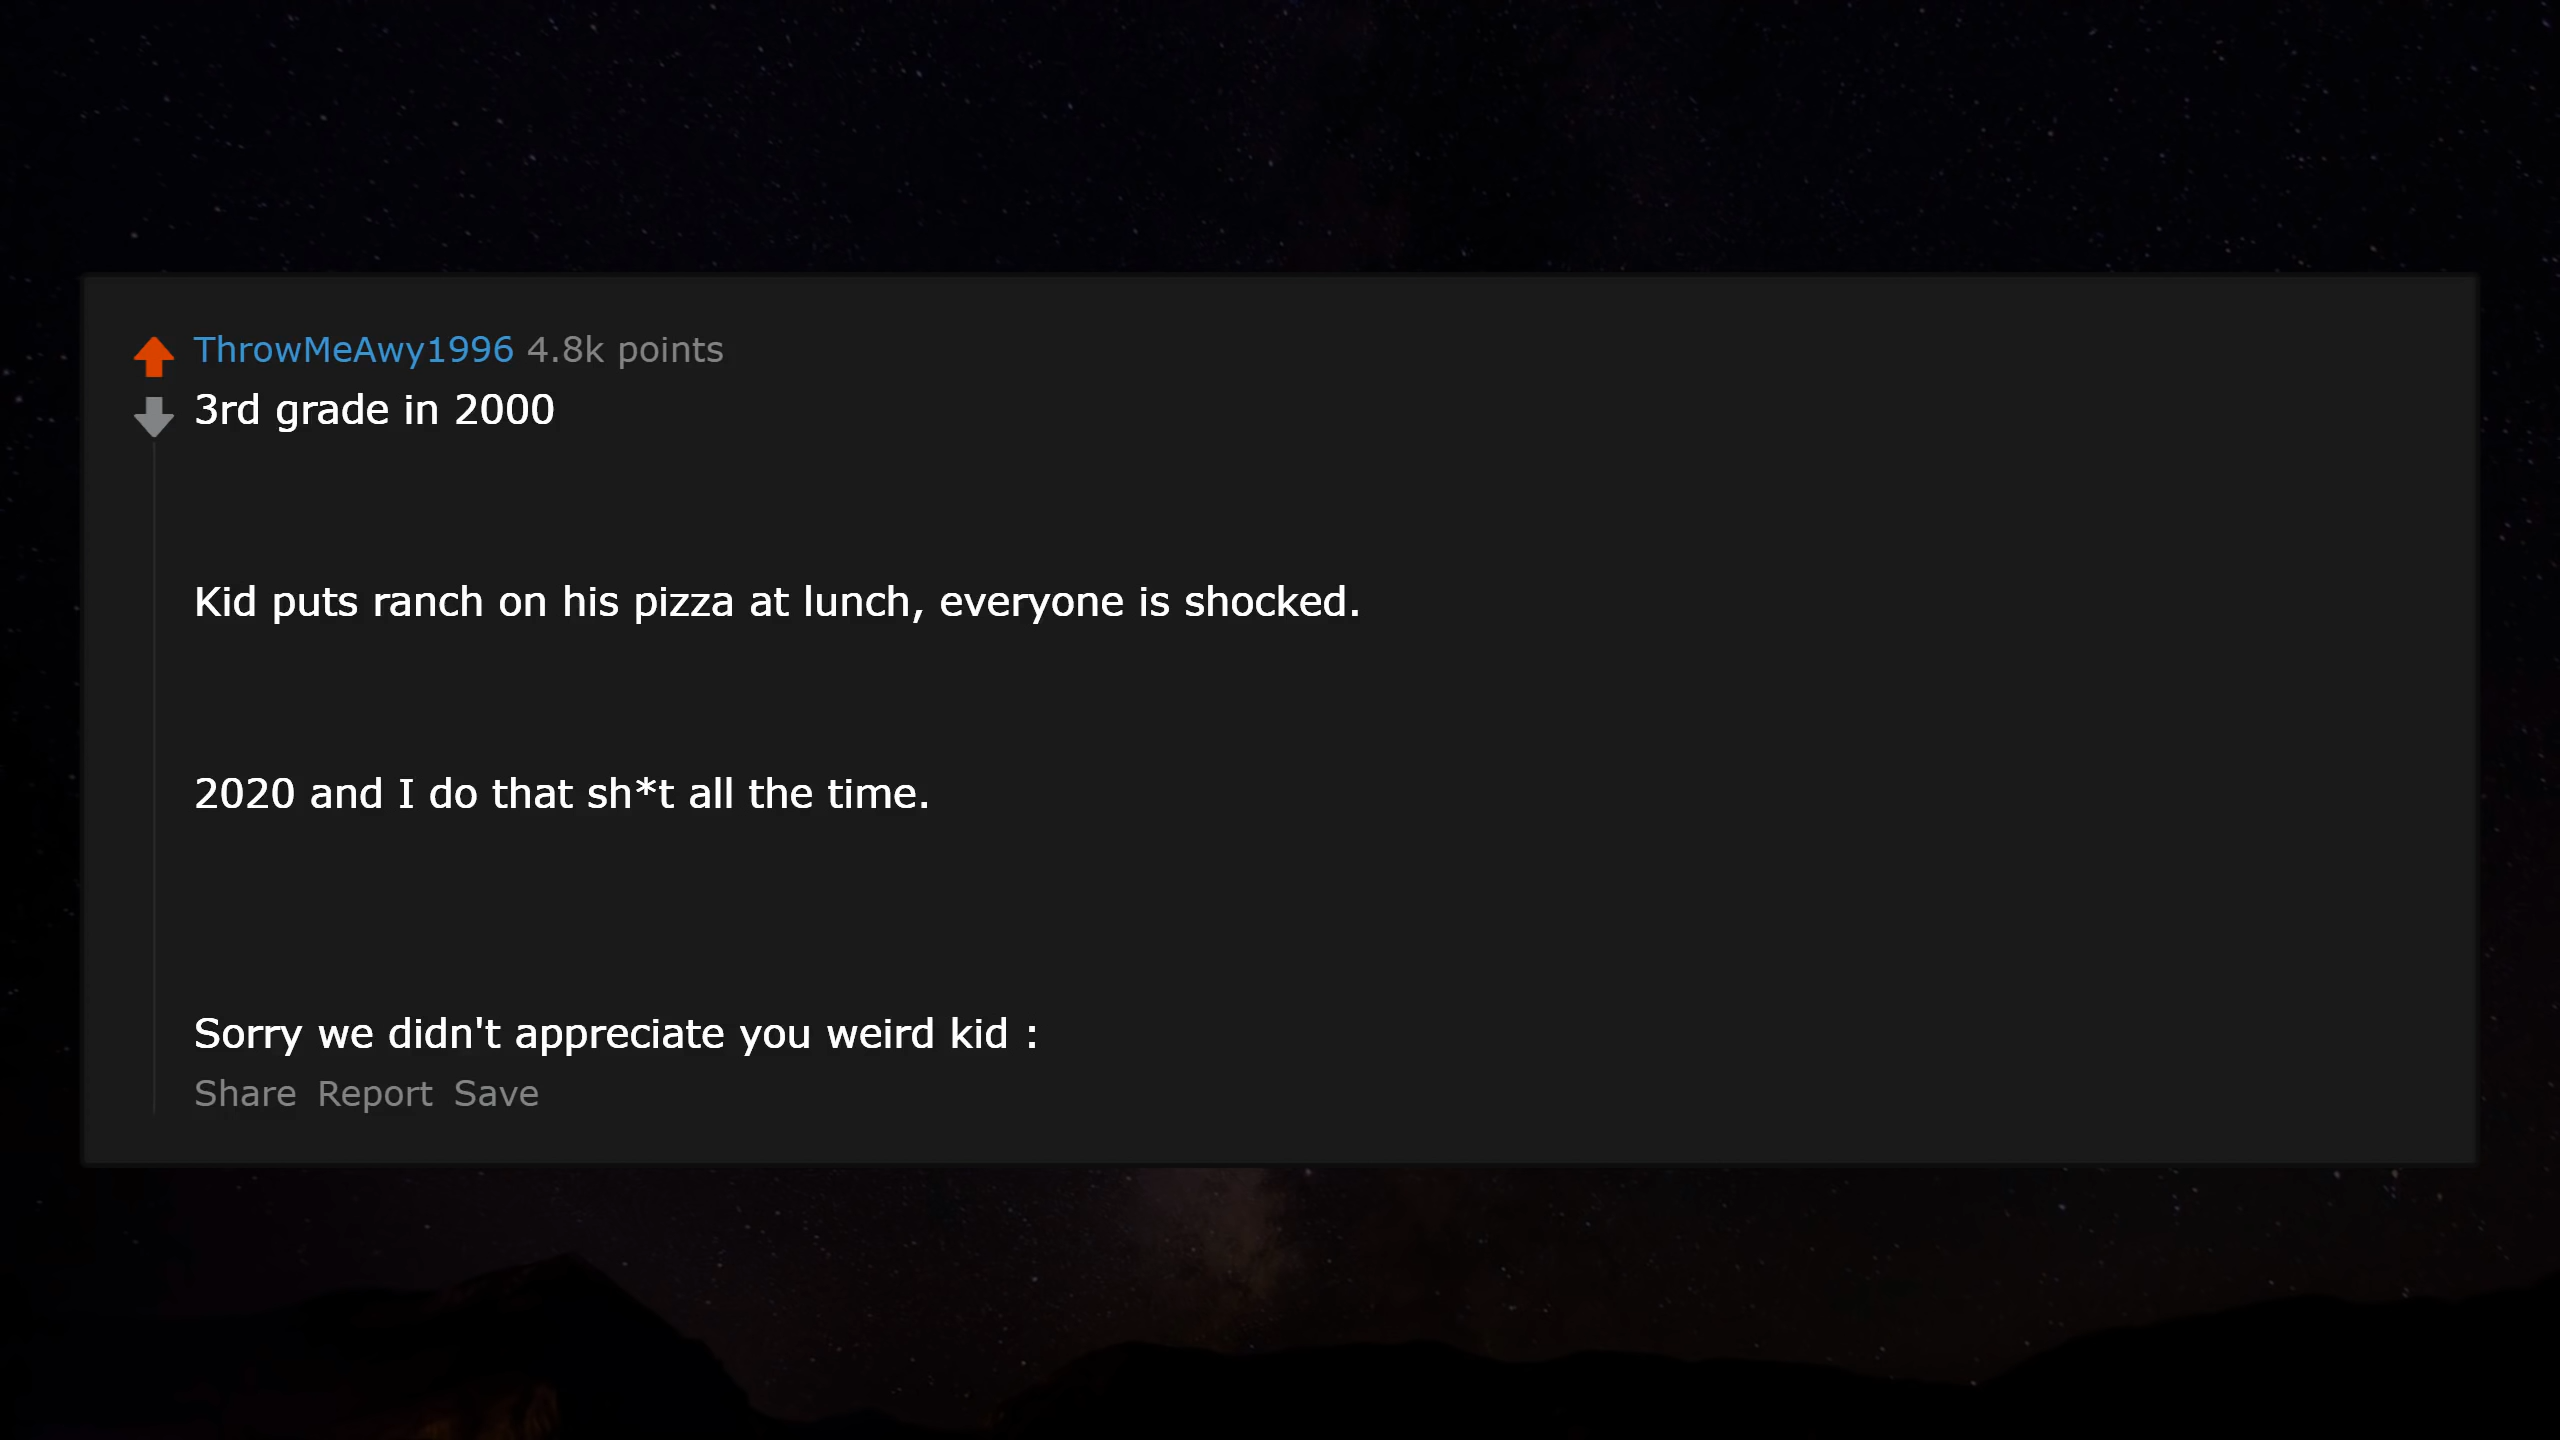 ThrowMeAwy1996 4.8k points
3rd grade in 2000
Kid puts ranch on his pizza at lunch, everyone is shocked.
2020 and I do that sh*t all the time.
Sorry we didn't appreciate you weird kid :
Share Report Save